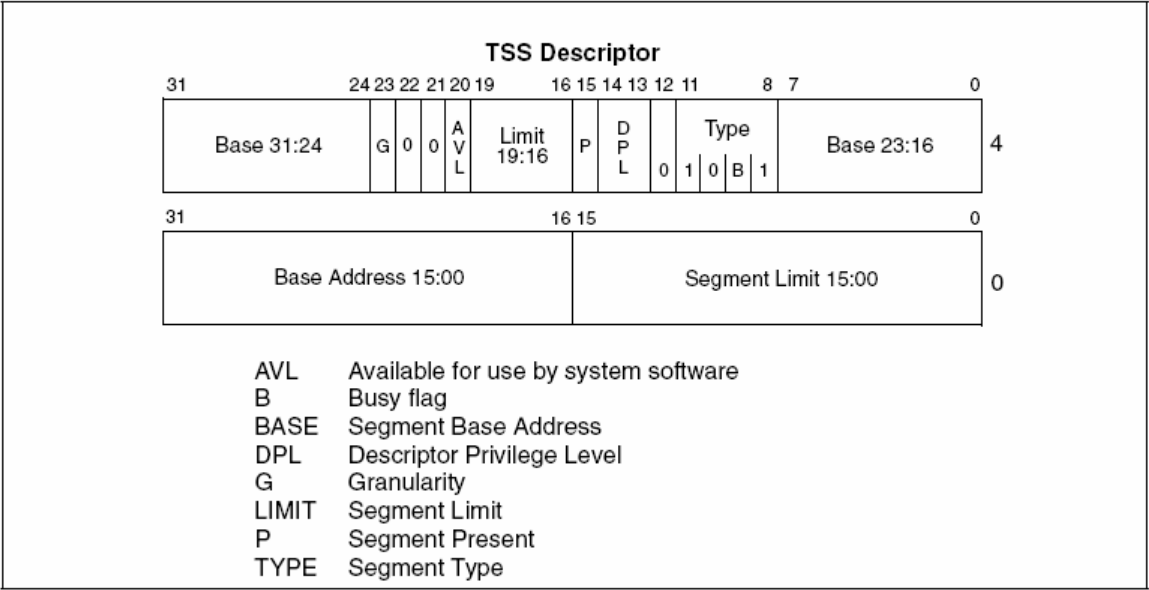 TSS Descriptor
31 24 23 22 21 20 19 16 15 14 13 12 11 8 7 0
Base 31:24 G 0 0 AVL Limit 19:16 P DPL 0 Type 1 0 B 1 Base 23:16 4
31 16 15 0
Base Address 15:00 Segment Limit 15:00 0
AVL Available for use by system software
B Busy flag
BASE Segment Base Address
DPL Descriptor Privilege Level
G Granularity
LIMIT Segment Limit
P Segment Present
TYPE Segment Type